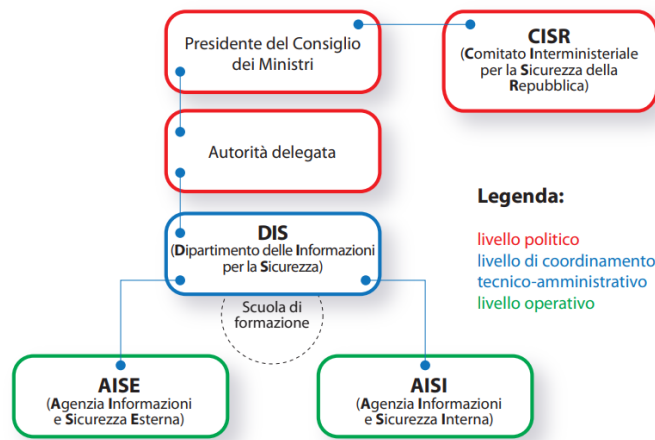 Presidente del Consiglio
dei Ministri
CISR
(Comitato Interministeriale
per la Sicurezza della
Repubblica)
Autorità delegata
DIS
(Dipartimento delle Informazioni
per la Sicurezza)
Scuola di
formazione
Legenda:
livello politico
livello di coordinamento
tecnico-amministrativo
livello operativo
AISE
(Agenzia Informazioni
e Sicurezza Esterna)
AISI
(Agenzia Informazioni
e Sicurezza Interna)